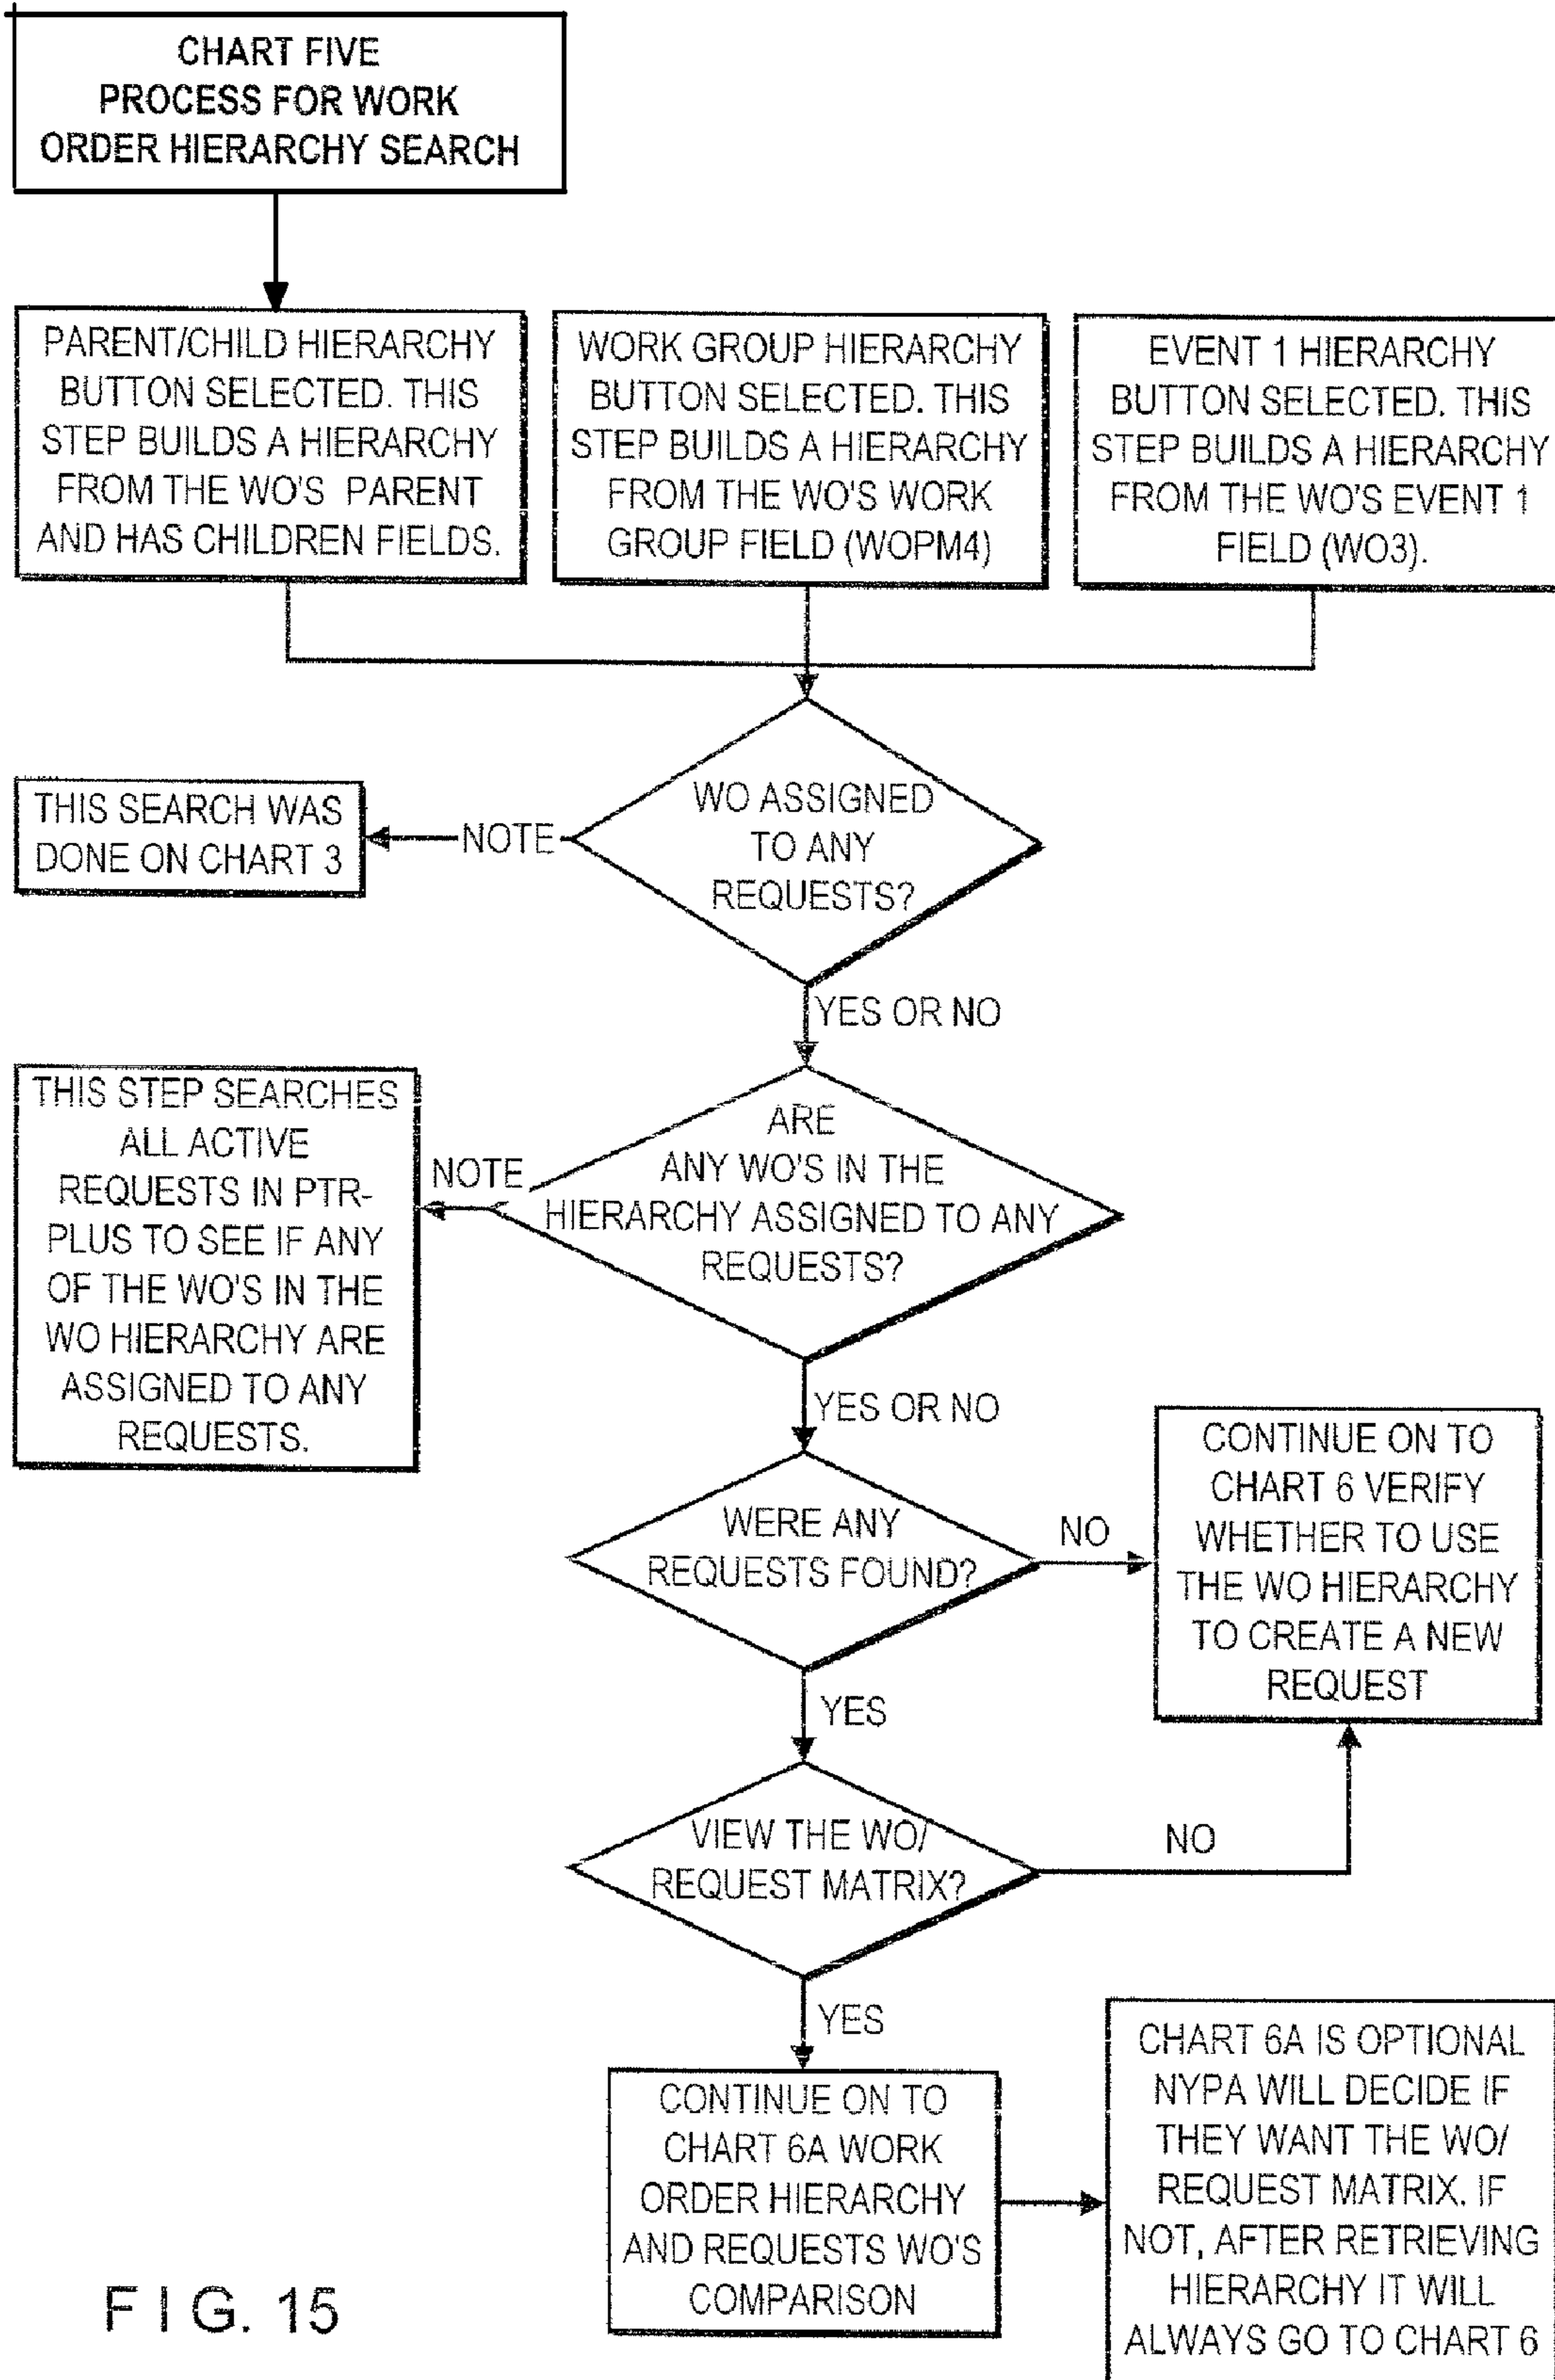 CHART FIVE
PROCESS FOR WORK
ORDER HIERARCHY SEARCH
PARENT/CHILD HIERARCHY
BUTTON SELECTED. THIS
STEP BUILDS A HIERARCHY
FROM THE WO'S PARENT
AND HAS CHILDREN FIELDS.
WORK GROUP HIERARCHY
BUTTON SELECTED. THIS
STEP BUILDS A HIERARCHY
FROM THE WO'S WORK
GROUP FIELD (WOPM4)
EVENT 1 HIERARCHY
BUTTON SELECTED. THIS
STEP BUILDS A HIERARCHY
FROM THE WO'S EVENT 1
FIELD (WO3).
WO ASSIGNED
TO ANY
REQUESTS?
NOTE
THIS SEARCH WAS
DONE ON CHART 3
YES OR NO
ARE
ANY WO'S IN THE
HIERARCHY ASSIGNED TO ANY
REQUESTS?
NOTE
THIS STEP SEARCHES
ALL ACTIVE
REQUESTS IN PTR-
PLUS TO SEE IF ANY
OF THE WO'S IN THE
WO HIERARCHY ARE
ASSIGNED TO ANY
REQUESTS.
YES OR NO
WERE ANY
REQUESTS FOUND?
NO
CONTINUE ON TO
CHART 6 VERIFY
WHETHER TO USE
THE WO HIERARCHY
TO CREATE A NEW
REQUEST
YES
VIEW THE WO/
REQUEST MATRIX?
NO
YES
CONTINUE ON TO
CHART 6A WORK
ORDER HIERARCHY
AND REQUESTS WO'S
COMPARISON
CHART 6A IS OPTIONAL
NYPA WILL DECIDE IF
THEY WANT THE WO/
REQUEST MATRIX. IF
NOT, AFTER RETRIEVING
HIERARCHY IT WILL
ALWAYS GO TO CHART 6
FIG. 15